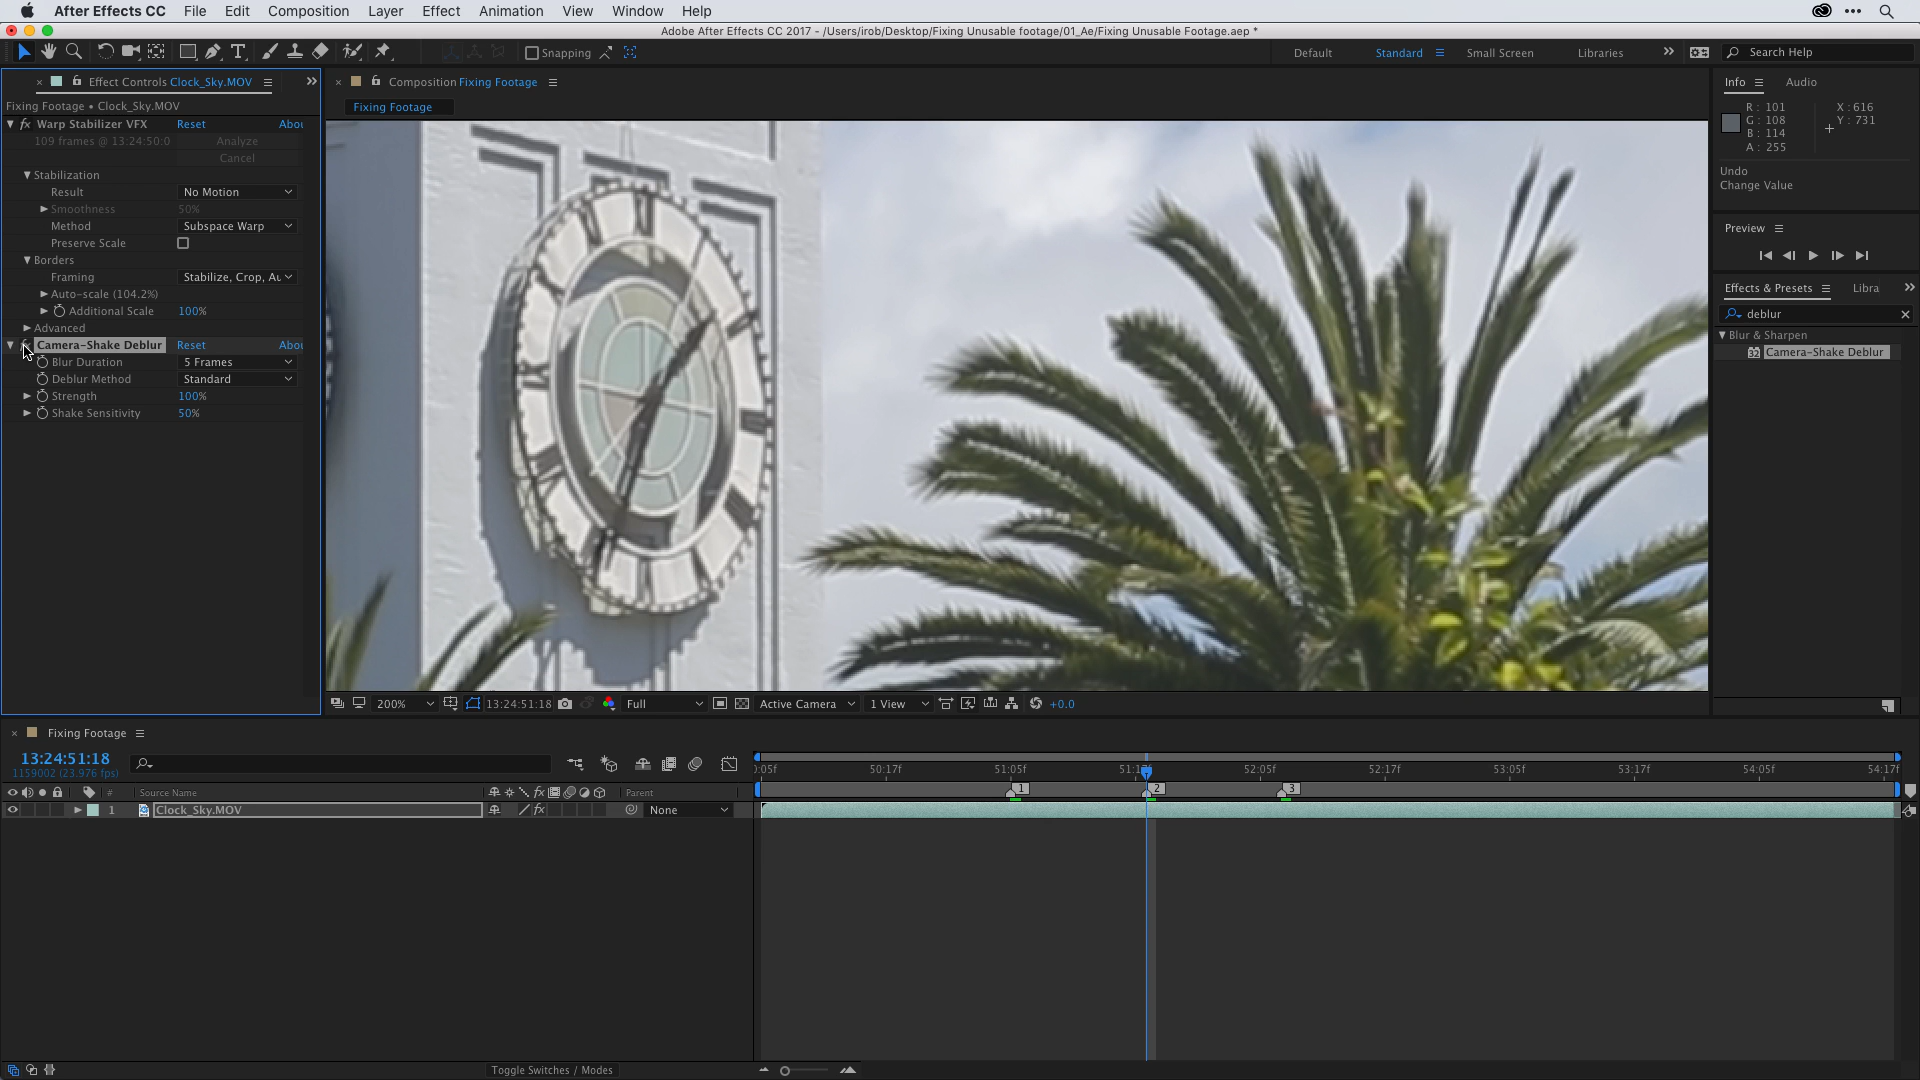 After Effects CC File Edit Composition Layer Effect Animation View Window Help
Adobe After Effects CC 2017 - /Users/irob/Desktop/Fixing Unusable footage/01_Ae/Fixing Unusable Footage.aep *
Snapping Default Standard Small Screen Libraries Search Help
Effect Controls Clock_Sky.MOV
Fixing Footage • Clock_Sky.MOV
fx Warp Stabilizer VFX Reset Abou
109 frames @ 13:24:50:0 Analyze
Cancel
Stabilization
Result No Motion
Smoothness 50%
Method Subspace Warp
Preserve Scale
Borders
Framing Stabilize, Crop, Au
Auto-scale (104.2%)
Additional Scale 100%
Advanced
Camera-Shake Deblur Reset Abou
Blur Duration 5 Frames
Deblur Method Standard
Strength 100%
Shake Sensitivity 50%
Composition Fixing Footage
Fixing Footage
200% 13:24:51:18 Full Active Camera 1 View +0.0
Info Audio
R : 101 X : 616
G : 108 Y : 731
B : 114
A : 255
Undo
Change Value
Preview
Effects & Presets Libra
deblur
Blur & Sharpen
32 Camera-Shake Deblur
Fixing Footage
13:24:51:18
1159002 (23.976 fps)
:05f 50:17f 51:05f 51:1 52:05f 52:17f 53:05f 53:17f 54:05f 54:17f
1 2 3
# Source Name fx Parent
1 Clock_Sky.MOV fx None
Toggle Switches / Modes